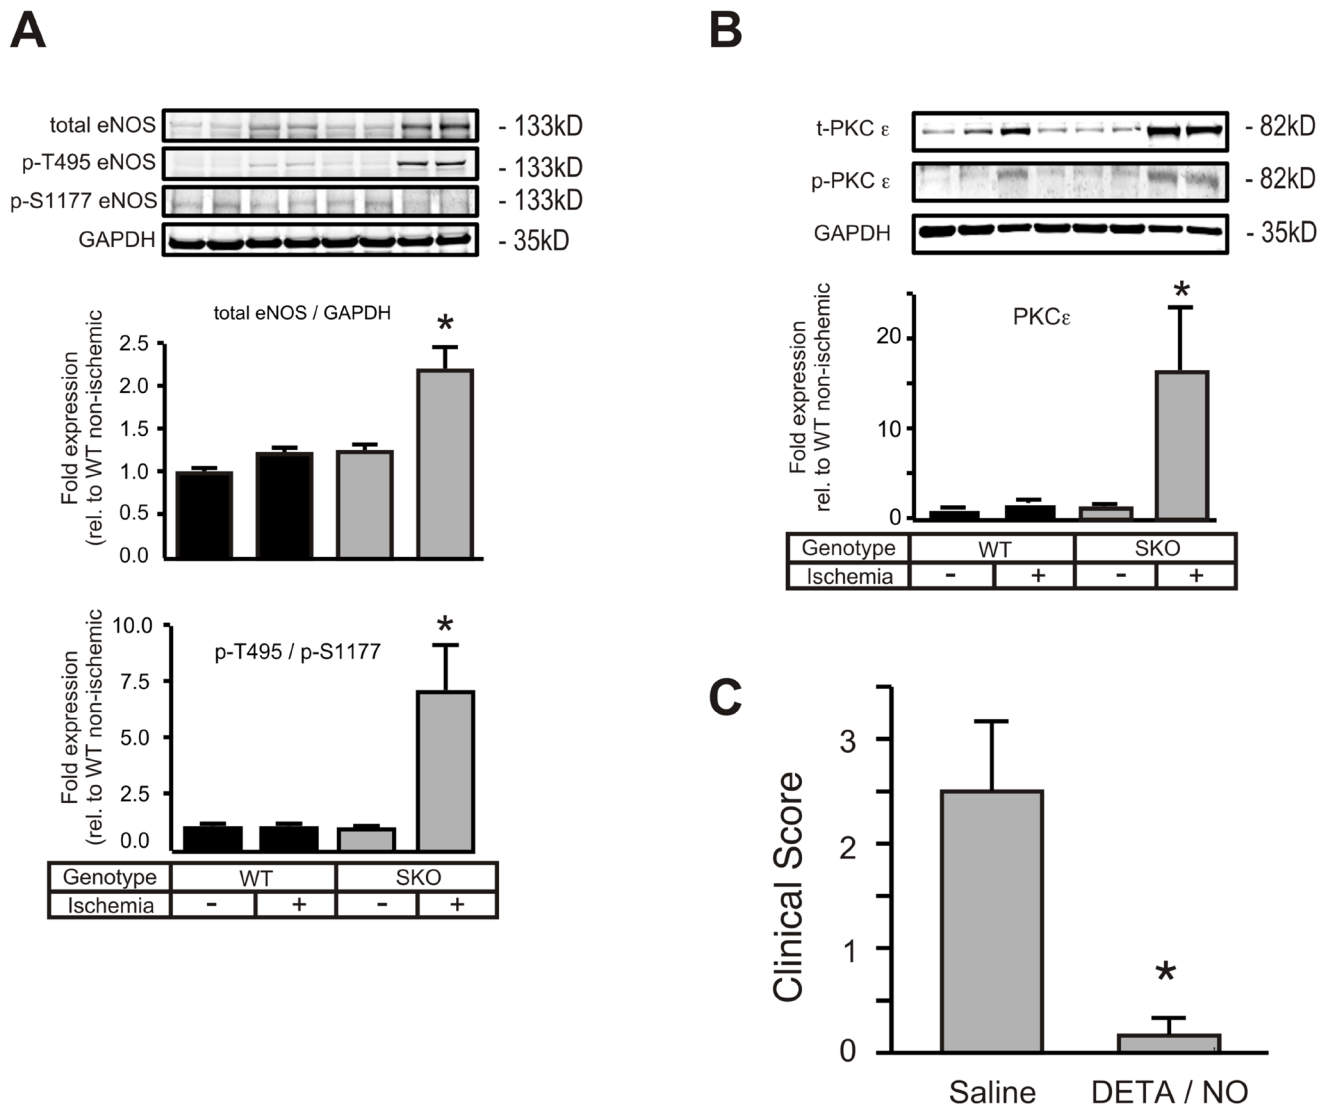 A
total eNOS - 133kD
p-T495 eNOS - 133kD
p-S1177 eNOS - 133kD
GAPDH - 35kD
total eNOS / GAPDH
*
Fold expression
(rel. to WT non-ischemic
2.5
2.0
1.5
1.0
0.5
0.0
p-T495 / p-S1177
*
Fold expression
(rel. to WT non-ischemic
10.0
7.5
5.0
2.5
0.0
Genotype WT SKO
Ischemia - + - +
B
t-PKC ε - 82kD
p-PKC ε - 82kD
GAPDH - 35kD
PKCε
*
Fold expression
rel. to WT non-ischemic
20
10
0
Genotype WT SKO
Ischemia - + - +
C
Clinical Score
3
2
1
0
*
Saline DETA / NO